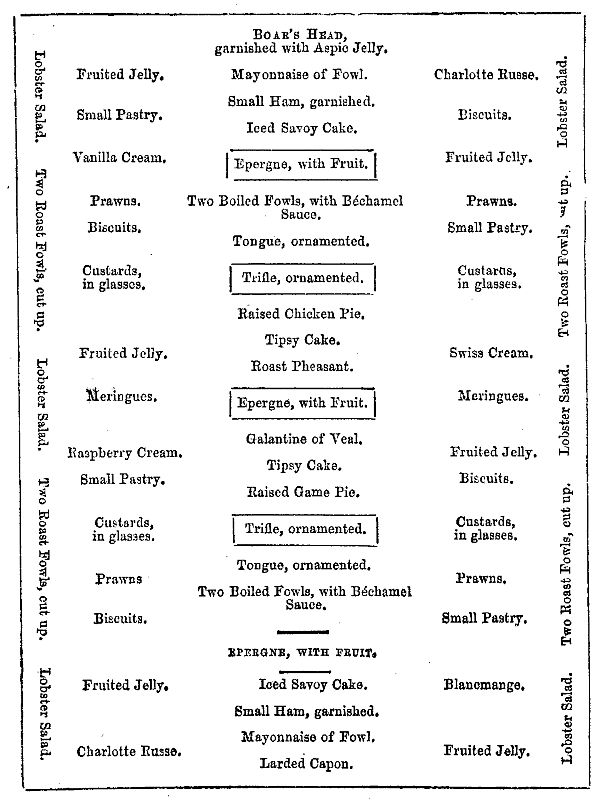 BOAR'S HEAD,
garnished with Aspic Jelly.
Fruited Jelly. Mayonnaise of Fowl. Charlotte Russe.
Small Ham, garnished.
Small Pastry. Biscuits.
Iced Savoy Cake.
Vanilla Cream. Epergne, with Fruit. Fruited Jelly.
Prawns. Two Boiled Fowls, with Béchamel Prawns.
Sauce.
Biscuits. Small Pastry.
Tongue, ornamented.
Custards, Custards,
in glasses. Trifle, ornamented. in glasses.
Raised Chicken Pie.
Tipsy Cake.
Fruited Jelly. Swiss Cream.
Roast Pheasant.
Meringues. Epergne, with Fruit. Meringues.
Galantine of Veal.
Raspberry Cream. Fruited Jelly.
Tipsy Cake.
Small Pastry. Biscuits.
Raised Game Pie.
Custards, Trifle, ornamented. Custards,
in glasses. in glasses.
Tongue, ornamented.
Prawns Prawns.
Two Boiled Fowls, with Béchamel
Sauce.
Biscuits. Small Pastry.
EPERGNE, WITH FRUIT.
Fruited Jelly. Iced Savoy Cake. Blancmange.
Small Ham, garnished.
Mayonnaise of Fowl.
Charlotte Russe. Fruited Jelly.
Larded Capon.
Lobster Salad.
Two Roast Fowls, cut up.
Lobster Salad.
Two Roast Fowls, cut up.
Lobster Salad.
Lobster Salad.
Two Roast Fowls, cut up.
Lobster Salad.
Two Roast Fowls, cut up.
Lobster Salad.